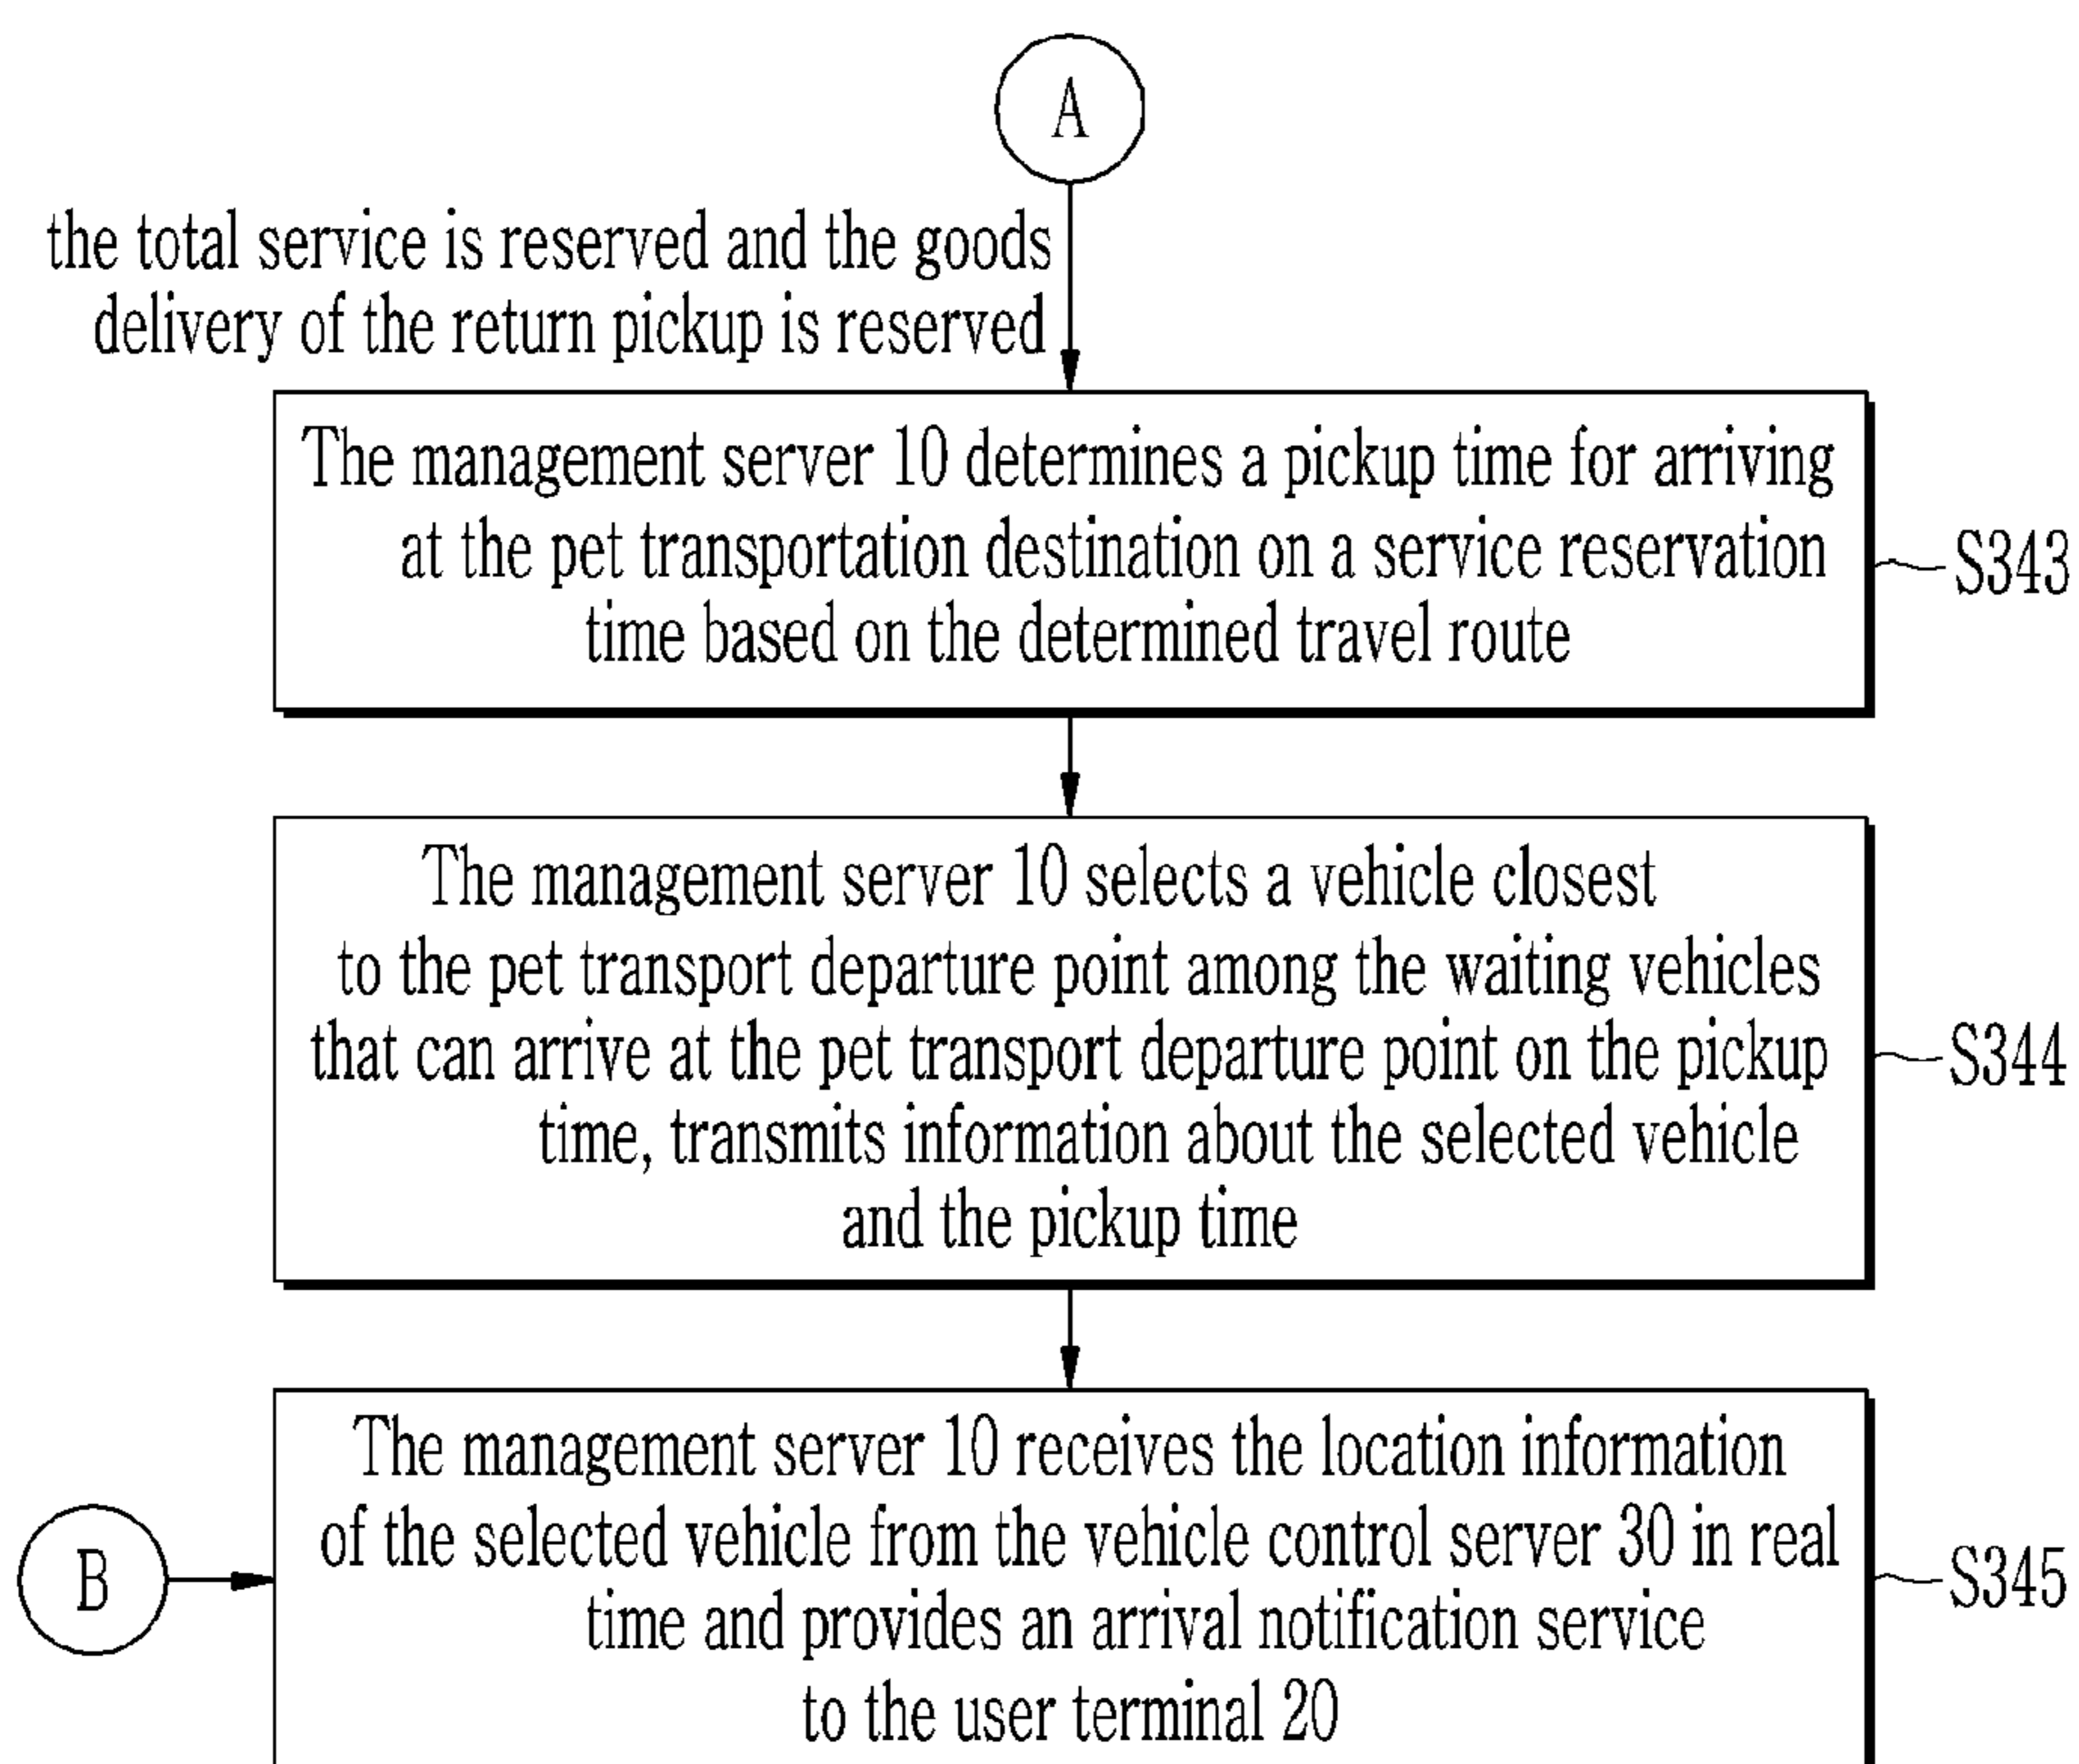 A
the total service is reserved and the goods
delivery of the return pickup is reserved
The management server 10 determines a pickup time for arriving
at the pet transportation destination on a service reservation
time based on the determined travel route
S343
The management server 10 selects a vehicle closest
to the pet transport departure point among the waiting vehicles
that can arrive at the pet transport departure point on the pickup
time, transmits information about the selected vehicle
and the pickup time
S344
The management server 10 receives the location information
of the selected vehicle from the vehicle control server 30 in real
time and provides an arrival notification service
to the user terminal 20
S345
B